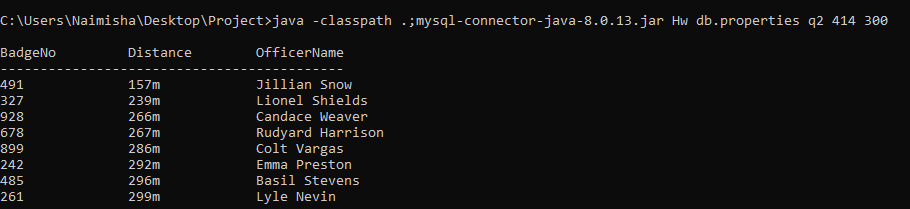 C:\Users\Naimisha\Desktop\Project>java -classpath .;mysql-connector-java-8.0.13.jar Hw db.properties q2 414 300
BadgeNo Distance OfficerName
-------------------------------------------
491 157m Jillian Snow
327 239m Lionel Shields
928 266m Candace Weaver
678 267m Rudyard Harrison
899 286m Colt Vargas
242 292m Emma Preston
485 296m Basil Stevens
261 299m Lyle Nevin